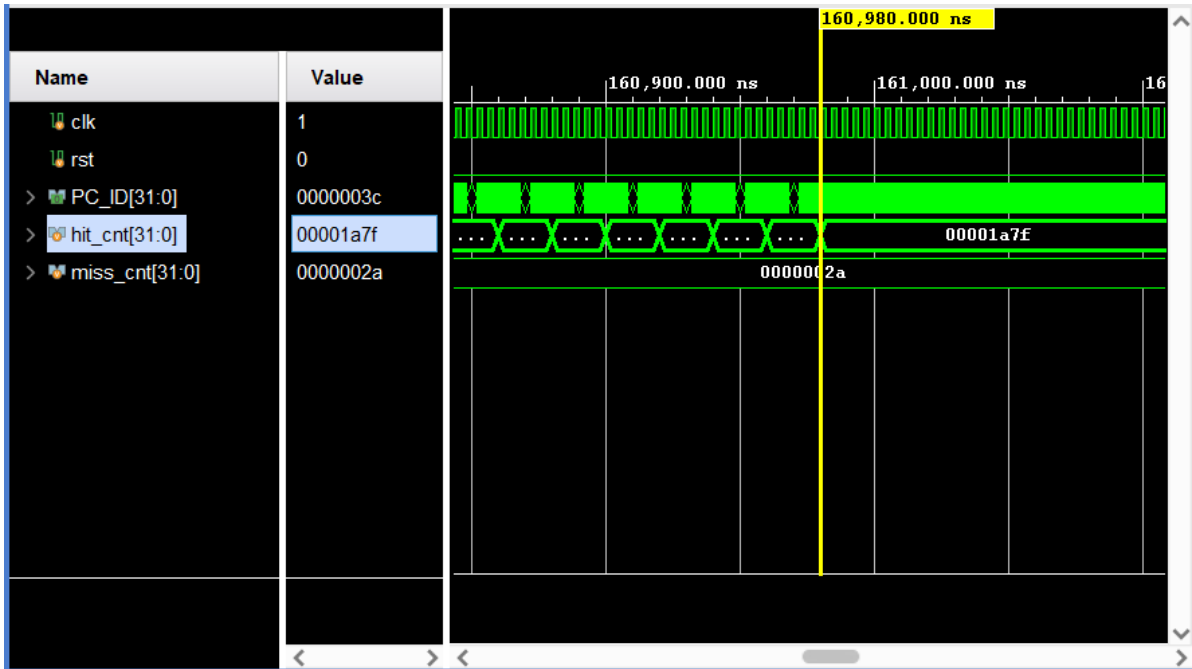 160,980.000 ns
Name Value
160,900.000 ns 161,000.000 ns 16
clk 1
rst 0
PC_ID[31:0] 0000003c
hit_cnt[31:0] 00001a7f ... ... ... ... ... ... 00001a7f
miss_cnt[31:0] 0000002a 0000002a